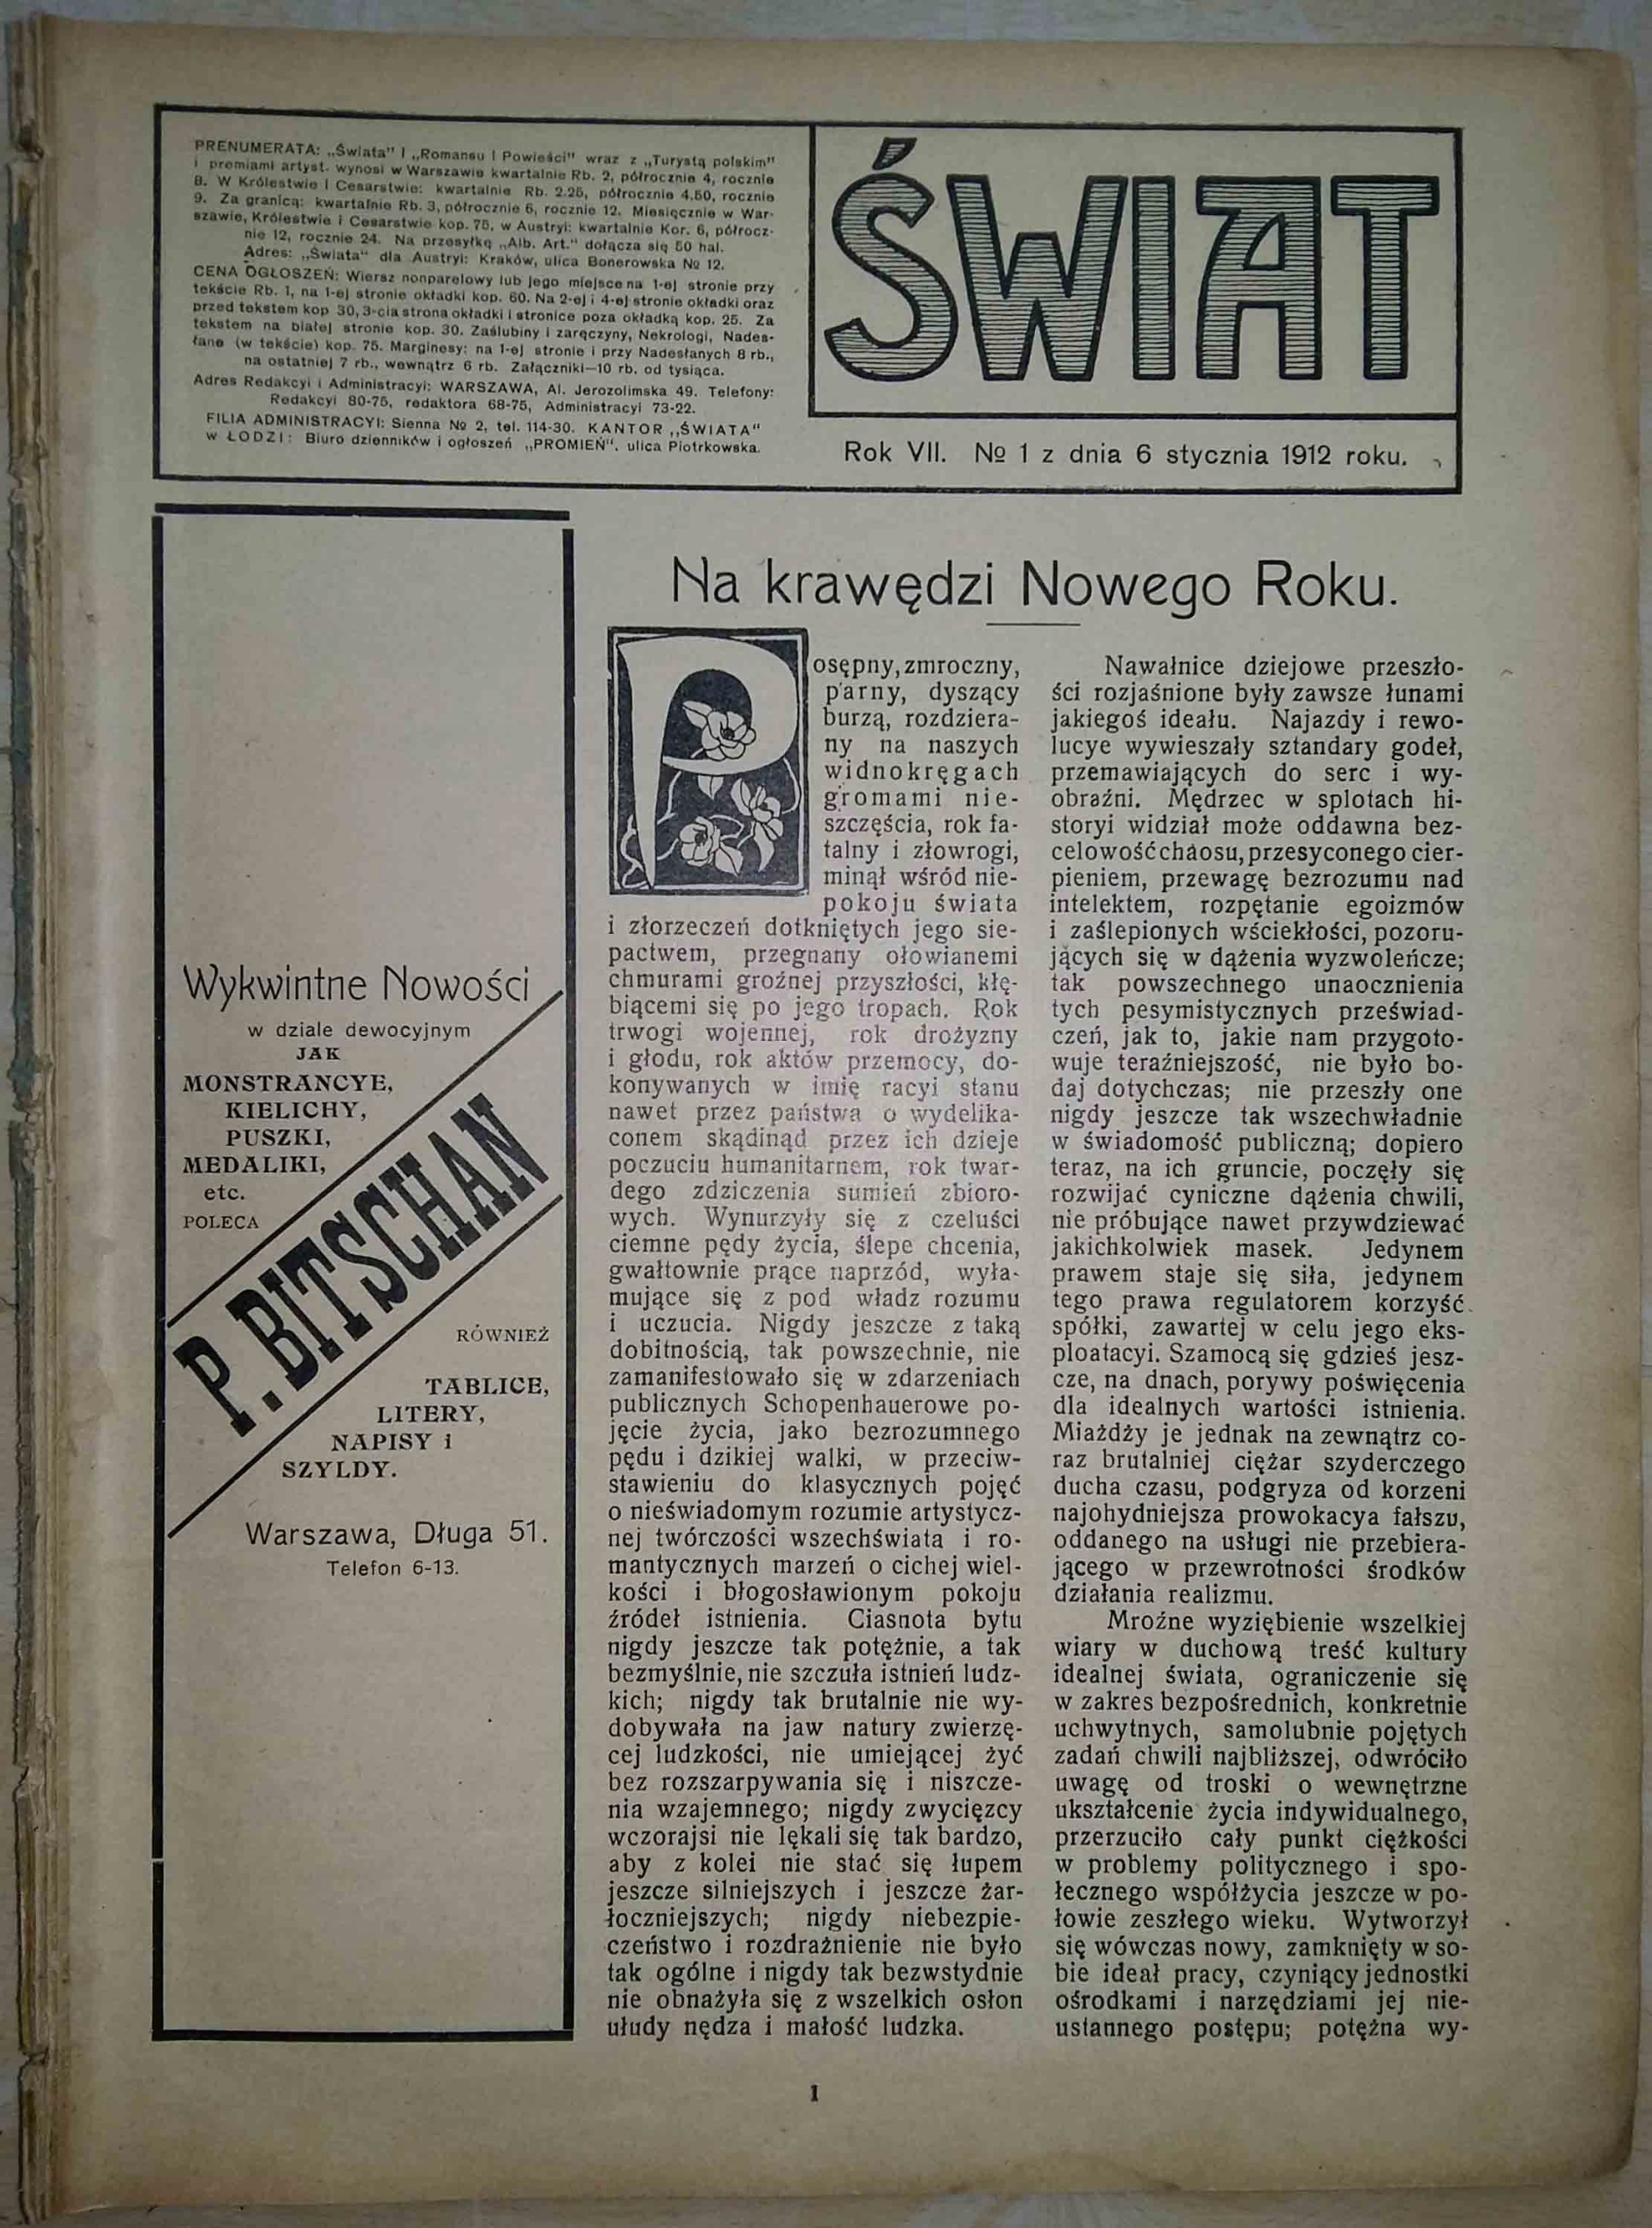 PRENUMERATA: „Świata" i „Romansu i Powieści" wraz z „Turystą polskim"
i premiami artyst. wynosi w Warszawie kwartalnie Rb. 2, półrocznie 4, rocznie
8. W Królestwie i Cesarstwie: kwartalnie Rb. 2.25, półrocznie 4.50, rocznie
9. Za granicą: kwartalnie Rb. 3, półrocznie 6, rocznie 12. Miesięcznie w War-
szawie, Królestwie i Cesarstwie kop. 75, w Austryi: kwartalnie Kor. 6, półrocz-
nie 12, rocznie 24. Na przesyłkę „Alb. Art." dołącza się 50 hal.
Adres: „Świata" dla Austryi: Kraków, ulica Bonerowska № 12.
CENA OGŁOSZEŃ: Wiersz nonparelowy lub jego miejsce na 1-ej stronie przy
tekście Rb. 1, na 1-ej stronie okładki kop. 60. Na 2-ej i 4-ej stronie okładki oraz
przed tekstem kop 30, 3-cia strona okładki i stronice poza okładką kop. 25. Za
tekstem na białej stronie kop. 30. Zaślubiny i zaręczyny, Nekrologi, Nades-
łane (w tekście) kop. 75. Marginesy: na 1-ej stronie i przy Nadesłanych 8 rb.,
na ostatniej 7 rb., wewnątrz 6 rb. Załączniki—10 rb. od tysiąca.
Adres Redakcyi i Administracyi: WARSZAWA, Al. Jerozolimska 49. Telefony:
Redakcyi 80-75, redaktora 68-75, Administracyi 73-22.
FILIA ADMINISTRACYI: Sienna № 2, tel. 114-30. KANTOR „ŚWIATA"
w ŁODZI: Biuro dzienników i ogłoszeń „PROMIEŃ", ulica Piotrkowska.
ŚWIAT
Rok VII. № 1 z dnia 6 stycznia 1912 roku.
Wykwintne Nowości
w dziale dewocyjnym
JAK
MONSTRANCYE,
KIELICHY,
PUSZKI,
MEDALIKI,
etc.
POLECA
P. BITSCHAN
RÓWNIEŻ
TABLICE,
LITERY,
NAPISY i
SZYLDY.
Warszawa, Długa 51.
Telefon 6-13.
Na krawędzi Nowego Roku.
Posępny, zmroczny,
parny, dyszący
burzą, rozdziera-
ny na naszych
widnokręgach
gromami nie-
szczęścia, rok fa-
talny i złowrogi,
minął wśród nie-
pokoju świata
i złorzeczeń dotkniętych jego sie-
pactwem, przegnany ołowianemi
chmurami groźnej przyszłości, kłę-
biącemi się po jego tropach. Rok
trwogi wojennej, rok drożyzny
i głodu, rok aktów przemocy, do-
konywanych w imię racyi stanu
nawet przez państwa o wydelika-
conem skądinąd przez ich dzieje
poczuciu humanitarnem, rok twar-
dego zdziczenia sumień zbioro-
wych. Wynurzyły się z czeluści
ciemne pędy życia, ślepe chcenia,
gwałtownie prące naprzód, wyła-
mujące się z pod władz rozumu
i uczucia. Nigdy jeszcze z taką
dobitnością, tak powszechnie, nie
zamanifestowało się w zdarzeniach
publicznych Schopenhauerowe po-
jęcie życia, jako bezrozumnego
pędu i dzikiej walki, w przeciw-
stawieniu do klasycznych pojęć
o nieświadomym rozumie artystycz-
nej twórczości wszechświata i ro-
mantycznych marzeń o cichej wiel-
kości i błogosławionym pokoju
źródeł istnienia. Ciasnota bytu
nigdy jeszcze tak potężnie, a tak
bezmyślnie, nie szczuła istnień ludz-
kich; nigdy tak brutalnie nie wy-
dobywała na jaw natury zwierzę-
cej ludzkości, nie umiejącej żyć
bez rozszarpywania się i niszcze-
nia wzajemnego; nigdy zwycięzcy
wczorajsi nie lękali się tak bardzo,
aby z kolei nie stać się łupem
jeszcze silniejszych i jeszcze żar-
łoczniejszych; nigdy niebezpie-
czeństwo i rozdrażnienie nie było
tak ogólne i nigdy tak bezwstydnie
nie obnażyła się z wszelkich osłon
ułudy nędza i małość ludzka.
Nawałnice dziejowe przeszło-
ści rozjaśnione były zawsze łunami
jakiegoś ideału. Najazdy i rewo-
lucye wywieszały sztandary godeł,
przemawiających do serc i wy-
obraźni. Mędrzec w splotach hi-
storyi widział może oddawna bez-
celowość chaosu, przesyconego cier-
pieniem, przewagę bezrozumu nad
intelektem, rozpętanie egoizmów
i zaślepionych wściekłości, pozoru-
jących się w dążenia wyzwoleńcze;
tak powszechnego unaocznienia
tych pesymistycznych przeświad-
czeń, jak to, jakie nam przygoto-
wuje teraźniejszość, nie było bo-
daj dotychczas; nie przeszły one
nigdy jeszcze tak wszechwładnie
w świadomość publiczną; dopiero
teraz, na ich gruncie, poczęły się
rozwijać cyniczne dążenia chwili,
nie próbujące nawet przywdziewać
jakichkolwiek masek. Jedynem
prawem staje się siła, jedynem
tego prawa regulatorem korzyść
spółki, zawartej w celu jego eks-
ploatacyi. Szamocą się gdzieś jesz-
cze, na dnach, porywy poświęcenia
dla idealnych wartości istnienia.
Miażdży je jednak na zewnątrz co-
raz brutalniej ciężar szyderczego
ducha czasu, podgryza od korzeni
najohydniejsza prowokacya fałszu,
oddanego na usługi nie przebiera-
jącego w przewrotności środków
działania realizmu.
Mroźne wyziębienie wszelkiej
wiary w duchową treść kultury
idealnej świata, ograniczenie się
w zakres bezpośrednich, konkretnie
uchwytnych, samolubnie pojętych
zadań chwili najbliższej, odwróciło
uwagę od troski o wewnętrzne
ukształcenie życia indywidualnego,
przerzuciło cały punkt ciężkości
w problemy politycznego i spo-
łecznego współżycia jeszcze w po-
łowie zeszłego wieku. Wytworzył
się wówczas nowy, zamknięty w so-
bie ideał pracy, czyniący jednostki
ośrodkami i narzędziami jej nie-
ustannego postępu; potężna wy-
1